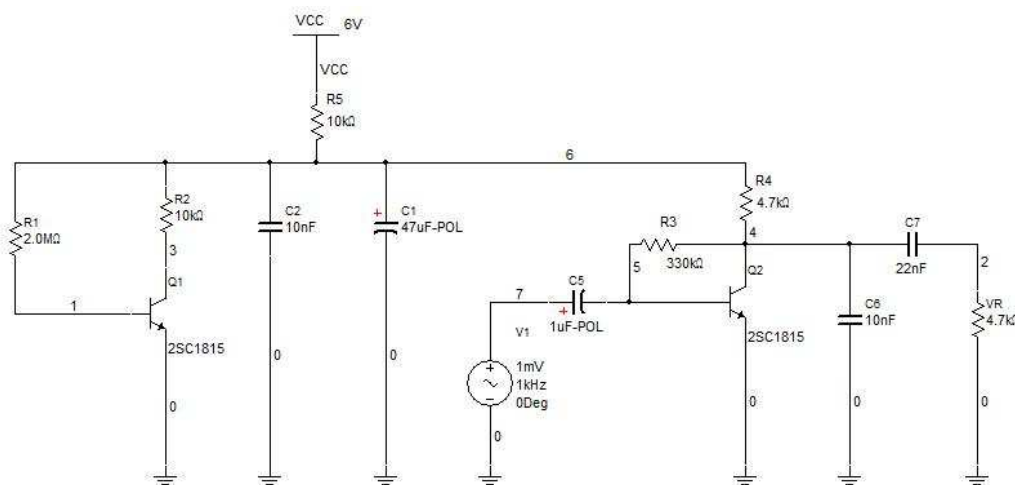 VCC
6V
VCC
R5
10kΩ
6
R1
2.0MΩ
R2
10kΩ
3
Q1
1
2SC1815
0
C2
10nF
0
C1
47uF-POL
0
R4
4.7kΩ
4
R3
330kΩ
5
Q2
C5
7
1uF-POL
V1
1mV
1kHz
0Deg
0
2SC1815
0
C7
22nF
2
C6
10nF
0
VR
4.7kΩ
0